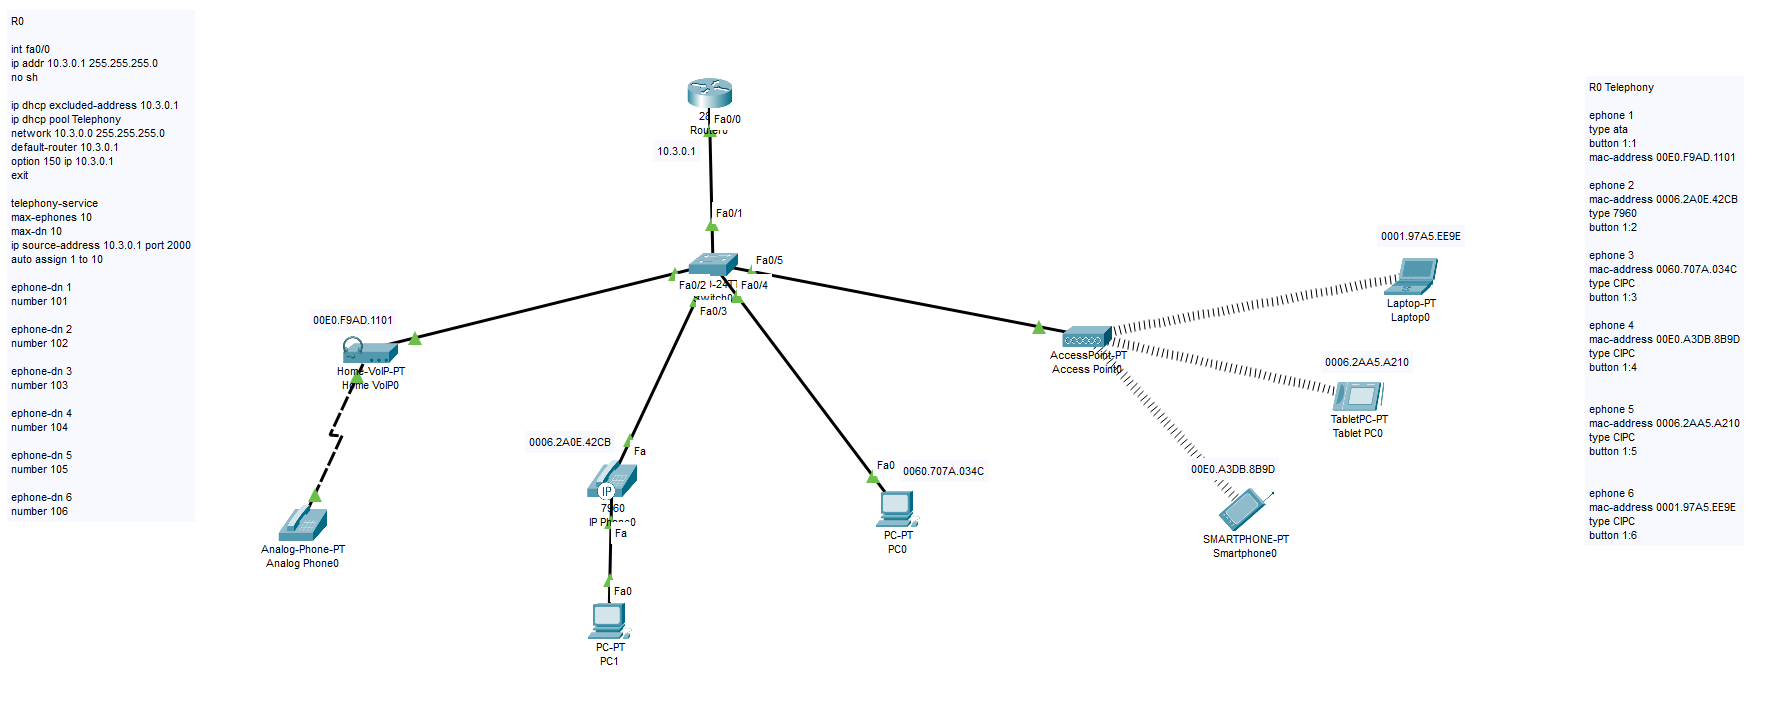 R0
int fa0/0
ip addr 10.3.0.1 255.255.255.0
no sh
ip dhcp excluded-address 10.3.0.1
ip dhcp pool Telephony
network 10.3.0.0 255.255.255.0
default-router 10.3.0.1
option 150 ip 10.3.0.1
exit
telephony-service
max-ephones 10
max-dn 10
ip source-address 10.3.0.1 port 2000
auto assign 1 to 10
ephone-dn 1
number 101
ephone-dn 2
number 102
ephone-dn 3
number 103
ephone-dn 4
number 104
ephone-dn 5
number 105
ephone-dn 6
number 106
Fa0/0
Router0
10.3.0.1
Fa0/1
Fa0/5
Fa0/2
Fa0/4
Switch0
Fa0/3
00E0.F9AD.1101
Home-VoIP-PT
Home VoIP0
Analog-Phone-PT
Analog Phone0
0006.2A0E.42CB
Fa
IP
7960
IP Phone0
Fa
Fa0
PC-PT
PC1
Fa0
0060.707A.034C
PC-PT
PC0
AccessPoint-PT
Access Point0
0001.97A5.EE9E
Laptop-PT
Laptop0
0006.2AA5.A210
TabletPC-PT
Tablet PC0
00E0.A3DB.8B9D
SMARTPHONE-PT
Smartphone0
R0 Telephony
ephone 1
type ata
button 1:1
mac-address 00E0.F9AD.1101
ephone 2
mac-address 0006.2A0E.42CB
type 7960
button 1:2
ephone 3
mac-address 0060.707A.034C
type CIPC
button 1:3
ephone 4
mac-address 00E0.A3DB.8B9D
type CIPC
button 1:4
ephone 5
mac-address 0006.2AA5.A210
type CIPC
button 1:5
ephone 6
mac-address 0001.97A5.EE9E
type CIPC
button 1:6